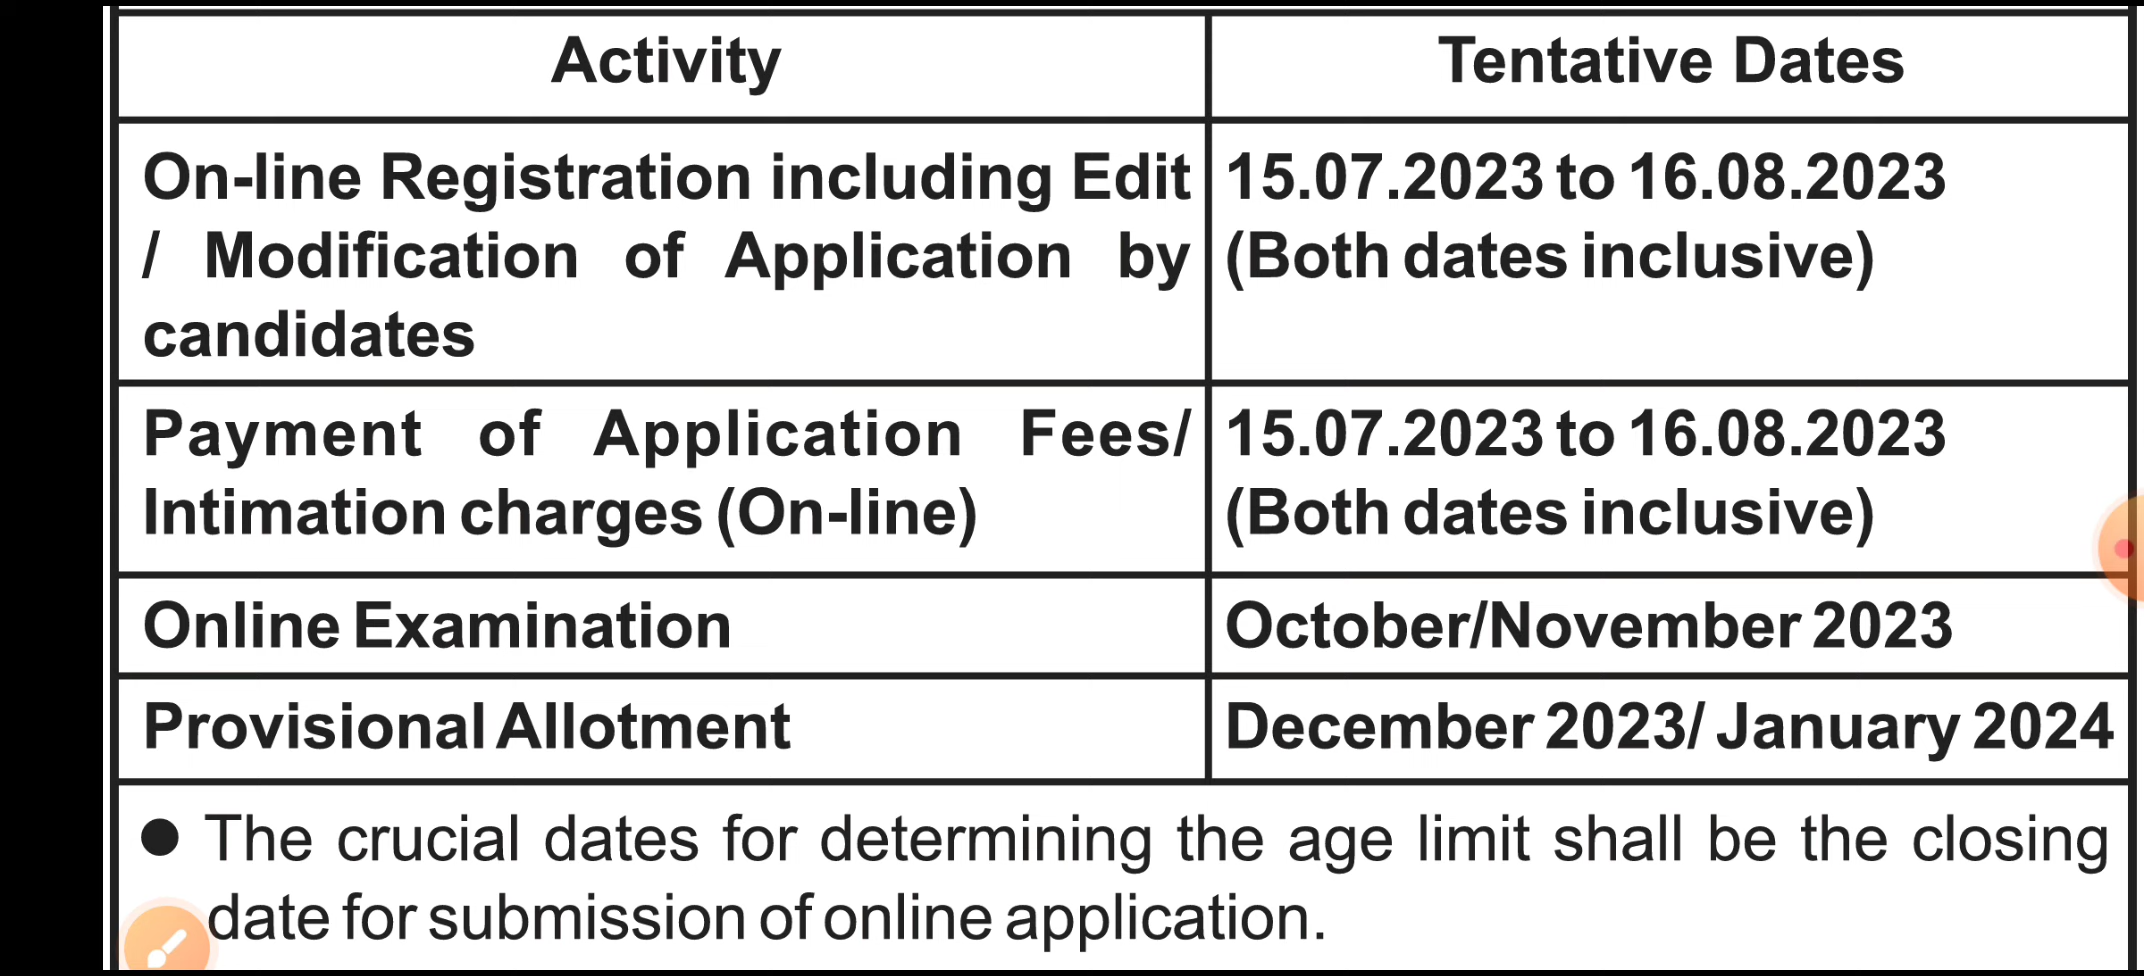 Activity
Tentative Dates
On-line Registration including Edit
/ Modification of Application by
candidates
15.07.2023 to 16.08.2023
(Both dates inclusive)
Payment of Application Fees/
Intimation charges (On-line)
15.07.2023 to 16.08.2023
(Both dates inclusive)
Online Examination
October/November 2023
Provisional Allotment
December 2023/ January 2024
● The crucial dates for determining the age limit shall be the closing
date for submission of online application.